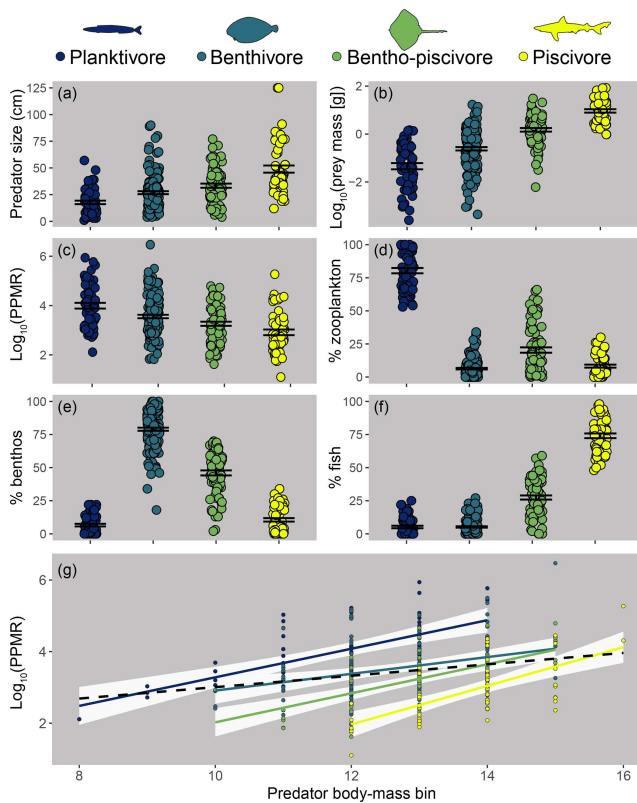 Planktivore Benthivore Bentho-piscivore Piscivore
(a)
Predator size (cm)
125
100
75
50
25
0
(b)
Log10(prey mass [g])
2
0
−2
(c)
Log10(PPMR)
6
4
2
(d)
% zooplankton
100
75
50
25
0
(e)
% benthos
100
75
50
25
0
(f)
% fish
100
75
50
25
0
(g)
Log10(PPMR)
6
4
2
8 10 12 14 16
Predator body-mass bin